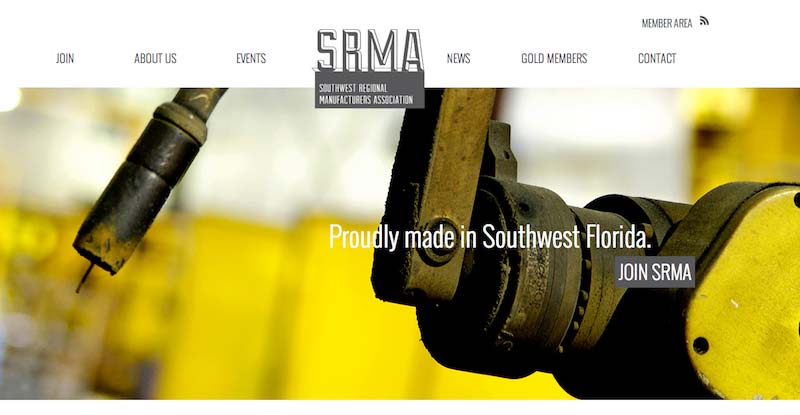 MEMBER AREA
JOIN
ABOUT US
EVENTS
SRMA
SOUTHWEST REGIONAL
MANUFACTURERS ASSOCIATION
NEWS
GOLD MEMBERS
CONTACT
Proudly made in Southwest Florida.
JOIN SRMA